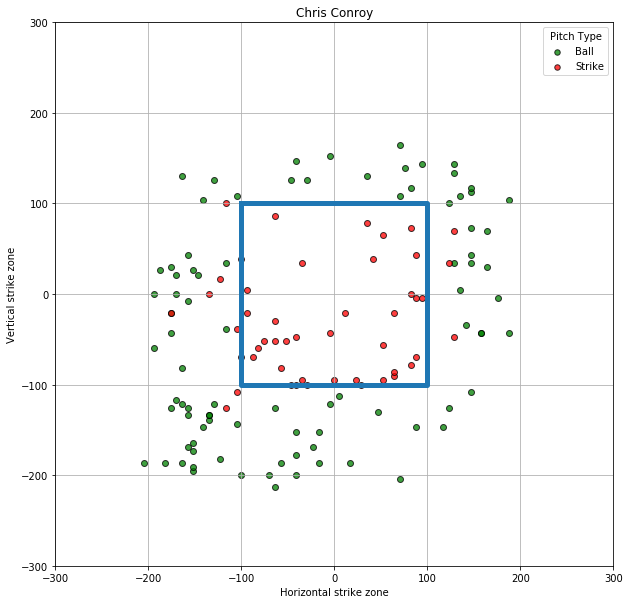 Chris Conroy
Pitch Type
Ball
Strike
300
200
100
0
−100
−200
−300
Vertical strike zone
−300 −200 −100 0 100 200 300
Horizontal strike zone